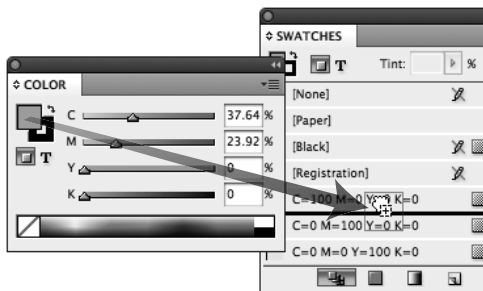 SWATCHES
T Tint: %
[None]
[Paper]
[Black]
[Registration]
C=100 M=0 Y=0 K=0
C=0 M=100 Y=0 K=0
C=0 M=0 Y=100 K=0
COLOR
C 37.64 %
M 23.92 %
T
Y 0 %
K 0 %